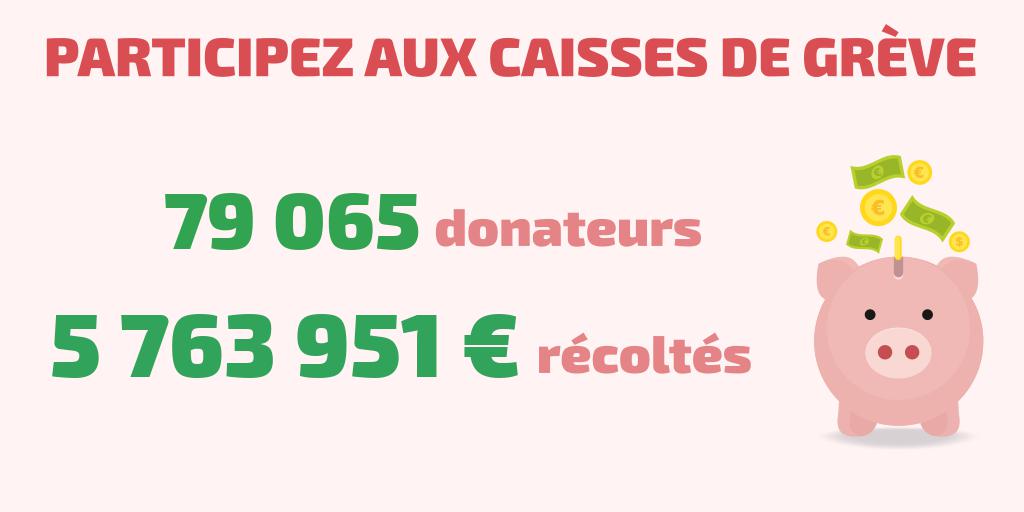 PARTICIPEZ AUX CAISSES DE GRÈVE
79 065 donateurs
5 763 951 € récoltés